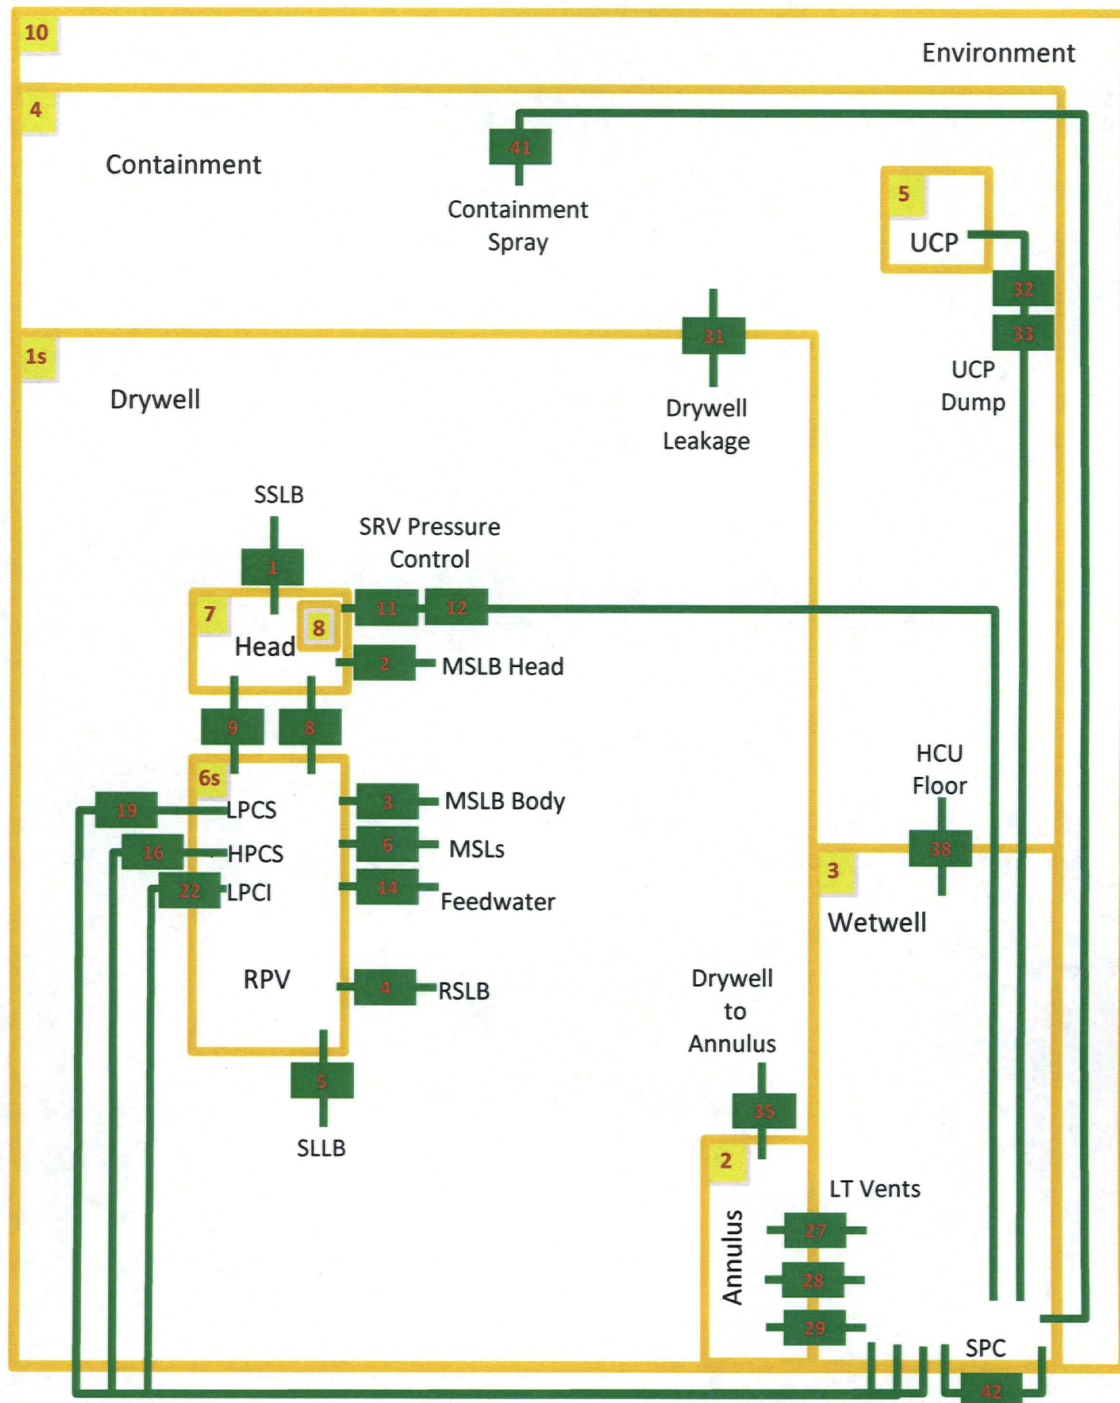 10
Environment
4
Containment
41
Containment
Spray
5
UCP
32
33
UCP
Dump
1s
Drywell
31
Drywell
Leakage
SSLB
1
SRV Pressure
Control
11
12
7
Head
8
2
MSLB Head
9
8
6s
19
LPCS
16
HPCS
22
LPCI
3
MSLB Body
6
MSLs
14
Feedwater
RPV
4
RSLB
5
SLLB
HCU
Floor
38
3
Wetwell
Drywell
to
Annulus
35
2
Annulus
LT Vents
27
28
29
SPC
42